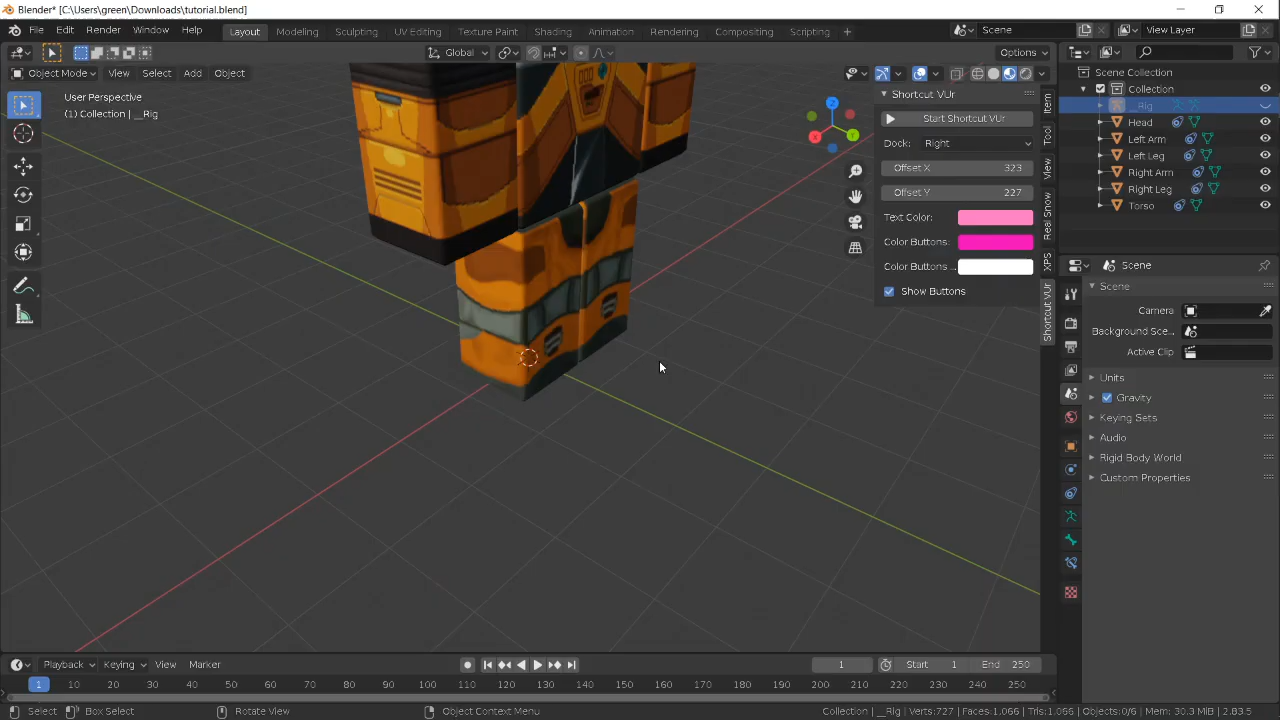 Blender* [C:\Users\green\Downloads\tutorial.blend]
File Edit Render Window Help Layout Modeling Sculpting UV Editing Texture Paint Shading Animation Rendering Compositing Scripting + Scene View Layer
Global Options
Object Mode View Select Add Object
User Perspective
(1) Collection | __Rig
Shortcut VUr
Start Shortcut VUr
Dock: Right
Offset X 323
Offset Y 227
Text Color:
Color Buttons:
Color Buttons ...
Show Buttons
Item
Tool
View
Real Snow
XPS
Shortcut VUr
X
Y
Z
Scene Collection
Collection
__Rig
Head
Left Arm
Left Leg
Right Arm
Right Leg
Torso
Scene
Scene
Camera
Background Sce...
Active Clip
Units
Gravity
Keying Sets
Audio
Rigid Body World
Custom Properties
Playback Keying View Marker 1 Start 1 End 250
1 10 20 30 40 50 60 70 80 90 100 110 120 130 140 150 160 170 180 190 200 210 220 230 240 250
Select Box Select Rotate View Object Context Menu Collection | __Rig | Verts:727 | Faces:1,066 | Tris:1,066 | Objects:0/6 | Mem: 30.3 MiB | 2.83.5